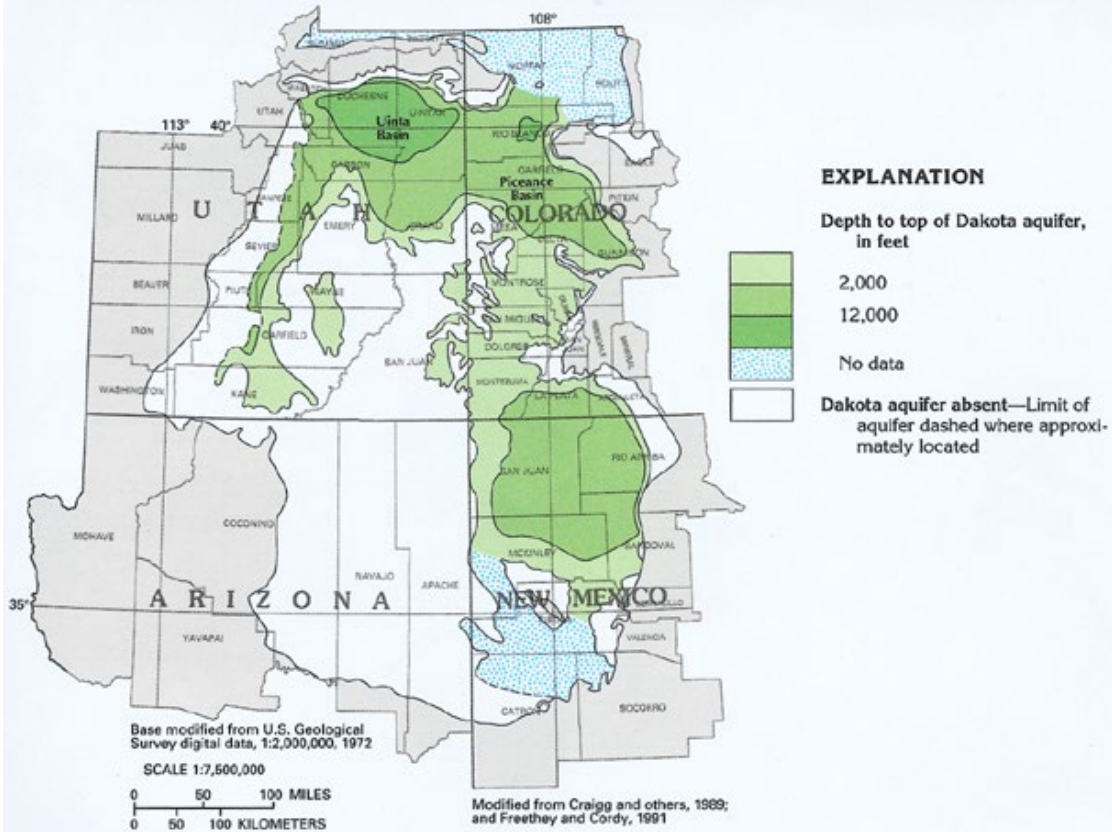 108°
MOFFAT
DUCHESNE
UINTAH
UTAH
Uinta
Basin
113° 40°
RIO BLANCO
JUAB
CARBON
GARFIELD
Piceance
Basin
PITKIN
MILLARD
UTAH
COLORADO
EMERY
GRAND
MESA
SEVIER
GUNNISON
BEAVER
PIUTE
WAYNE
MONTROSE
IRON
GARFIELD
SAN JUAN
DOLORES
WASHINGTON
KANE
MONTEZUMA
LA PLATA
SAN JUAN
RIO ARRIBA
COCONINO
MOHAVE
MCKINLEY
SANDOVAL
NAVAJO
APACHE
35°
ARIZONA
NEW MEXICO
YAVAPAI
VALENCIA
CATRON
SOCORRO
EXPLANATION
Depth to top of Dakota aquifer,
in feet
2,000
12,000
No data
Dakota aquifer absent—Limit of
aquifer dashed where approxi-
mately located
Base modified from U.S. Geological
Survey digital data, 1:2,000,000, 1972
SCALE 1:7,500,000
0 50 100 MILES
0 50 100 KILOMETERS
Modified from Craigg and others, 1989;
and Freethey and Cordy, 1991